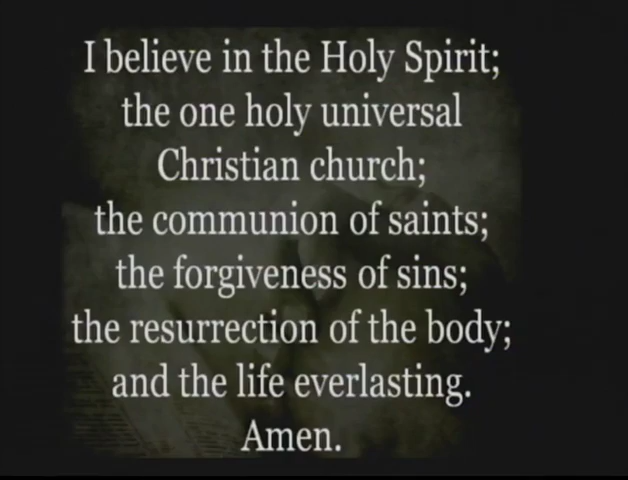 I believe in the Holy Spirit;
the one holy universal
Christian church;
the communion of saints;
the forgiveness of sins;
the resurrection of the body;
and the life everlasting.
Amen.